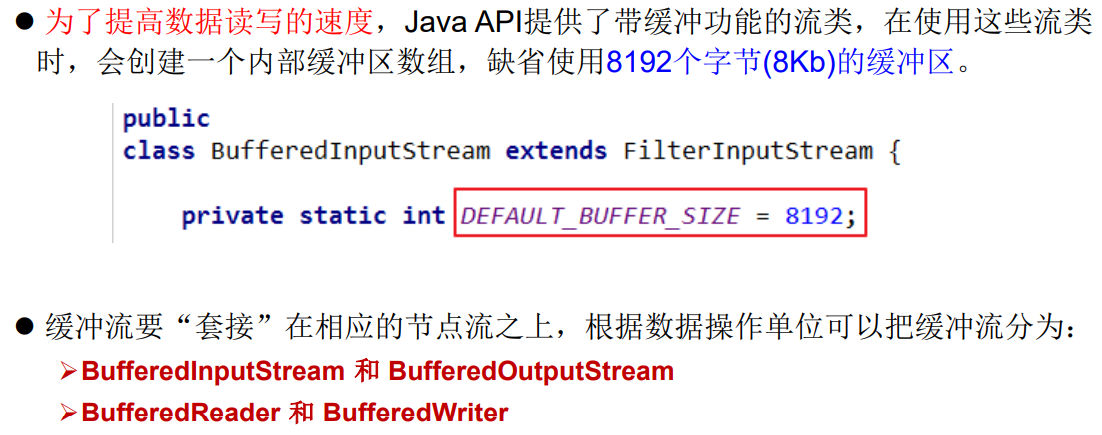 ● 为了提高数据读写的速度，Java API提供了带缓冲功能的流类，在使用这些流类
时，会创建一个内部缓冲区数组，缺省使用8192个字节(8Kb)的缓冲区。
public
class BufferedInputStream extends FilterInputStream {
private static int DEFAULT_BUFFER_SIZE = 8192;
● 缓冲流要“套接”在相应的节点流之上，根据数据操作单位可以把缓冲流分为：
➢BufferedInputStream 和 BufferedOutputStream
➢BufferedReader 和 BufferedWriter